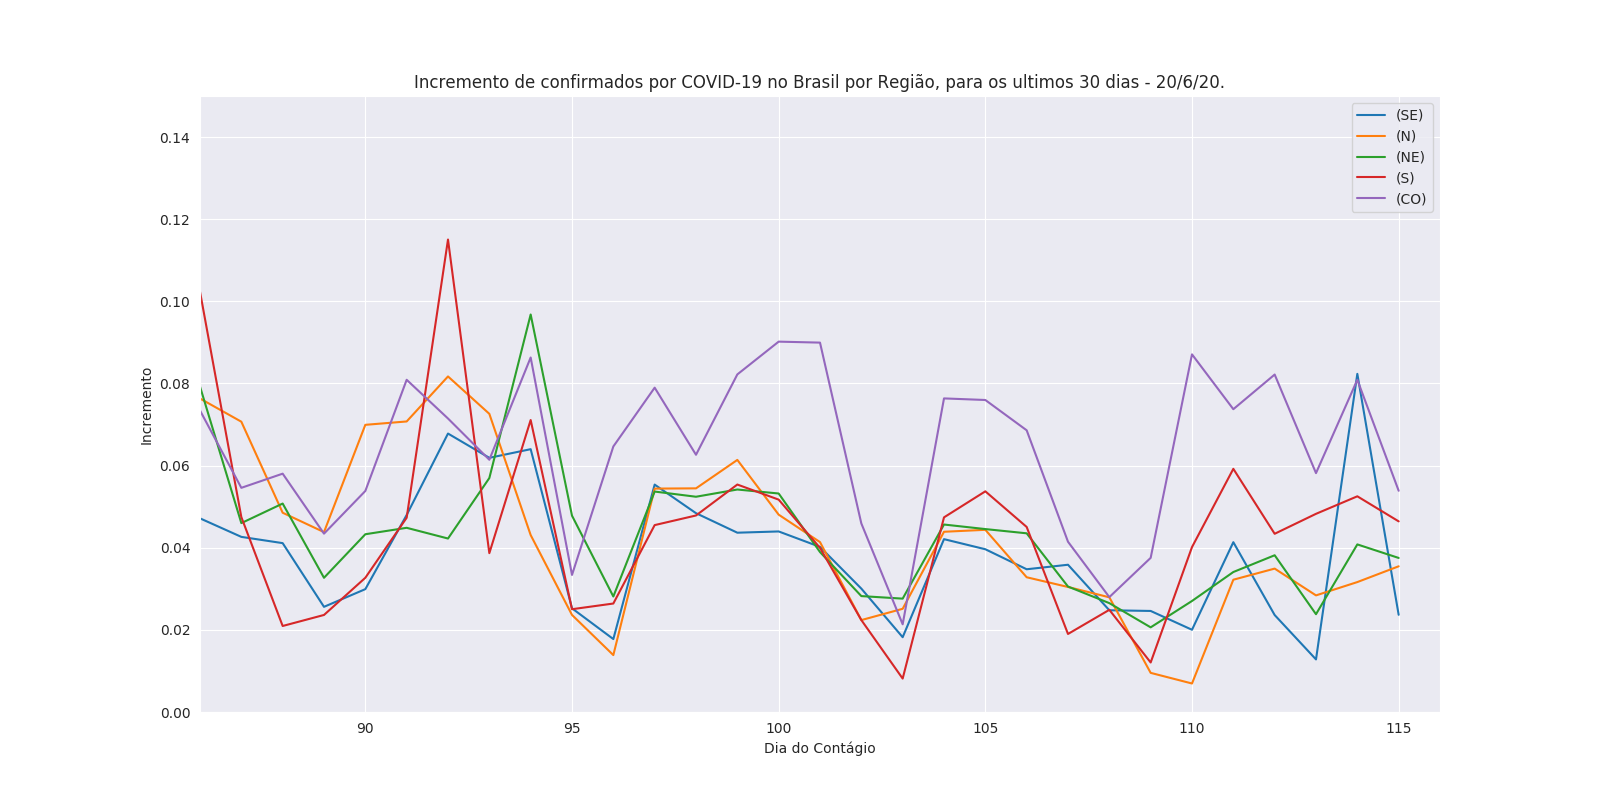 Incremento de confirmados por COVID-19 no Brasil por Região, para os ultimos 30 dias - 20/6/20.
(SE)
(N)
(NE)
(S)
(CO)
Incremento
0.14
0.12
0.10
0.08
0.06
0.04
0.02
0.00
90 95 100 105 110 115
Dia do Contágio